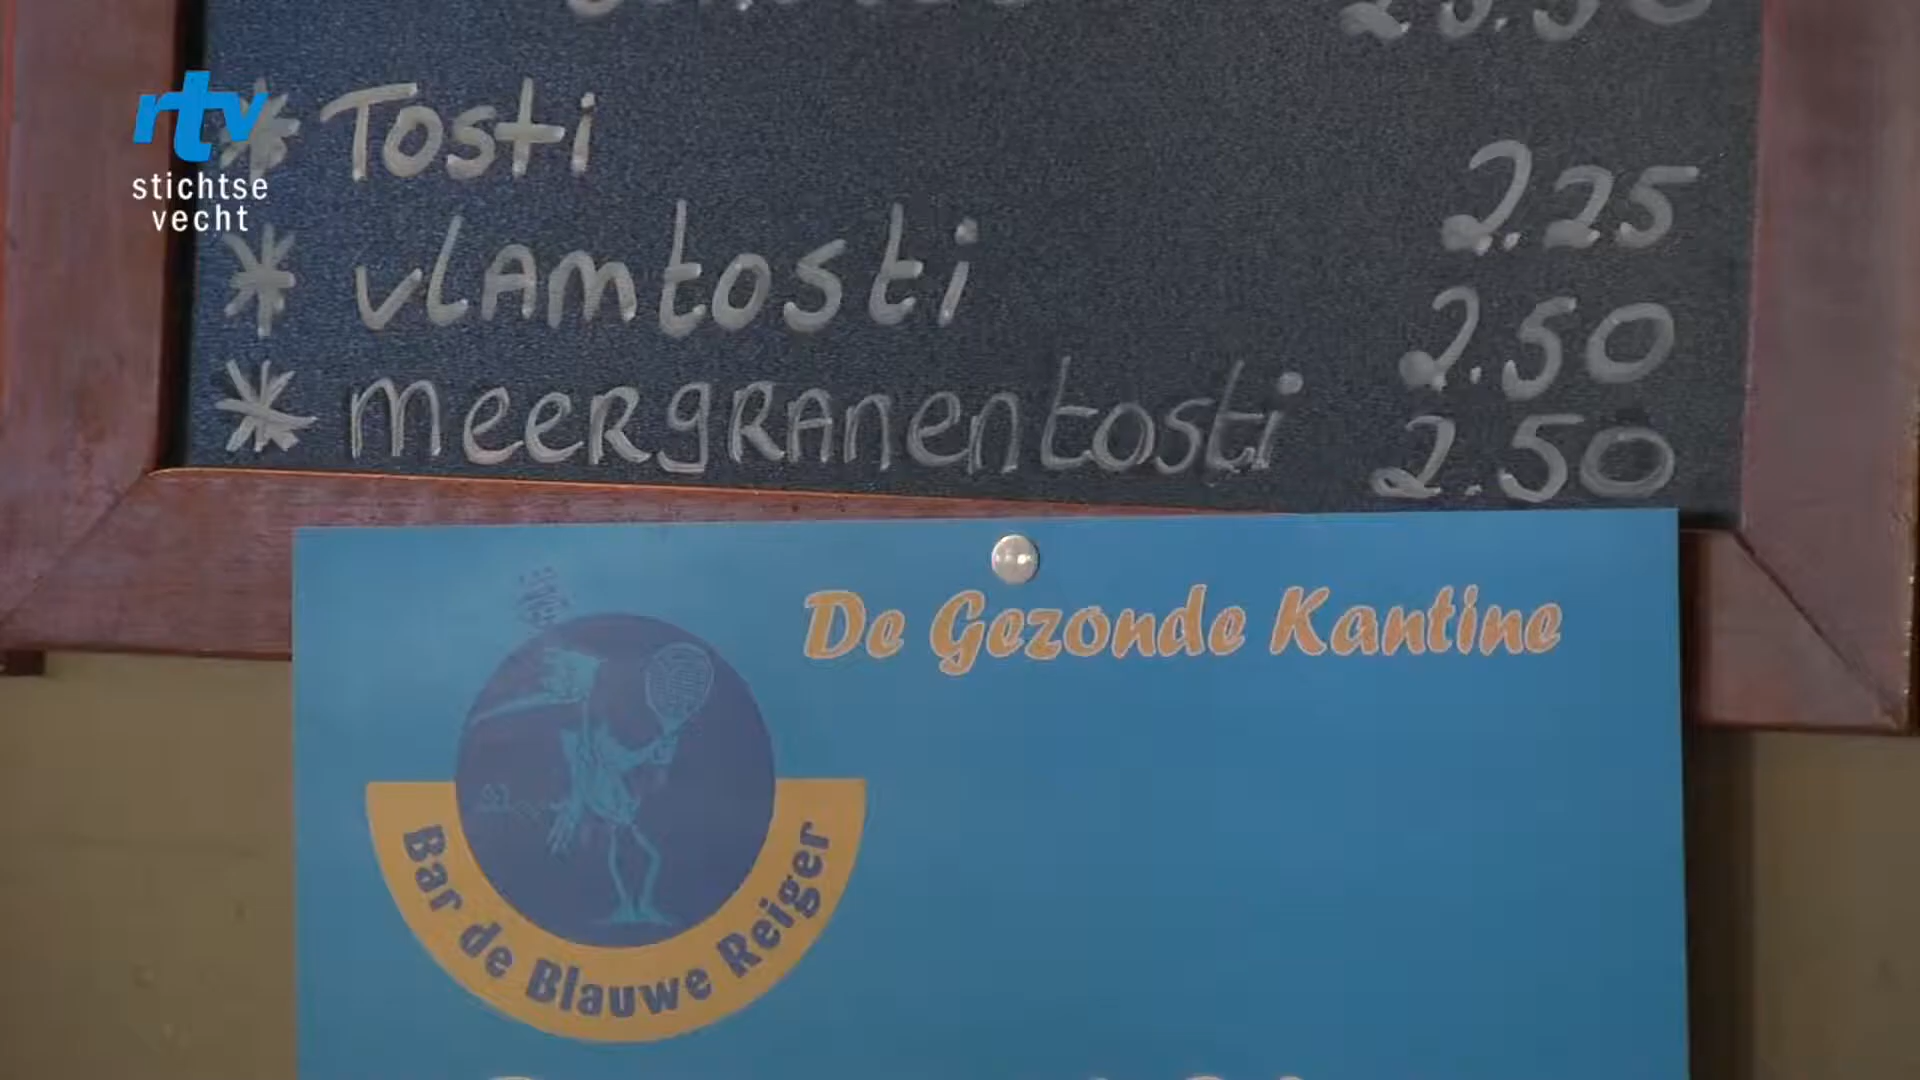 rtv
stichtse
vecht
* Tosti 2.25
* vlamtosti 2.50
* meergranentosti 2.50
De Gezonde Kantine
Bar de Blauwe Reiger